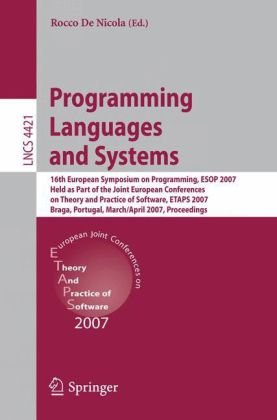 Rocco De Nicola (Ed.)
LNCS 4421
Programming
Languages
and Systems
16th European Symposium on Programming, ESOP 2007
Held as Part of the Joint European Conferences
on Theory and Practice of Software, ETAPS 2007
Braga, Portugal, March/April 2007, Proceedings
European Joint Conferences on
Theory
And
Practice of
Software
2007
Springer